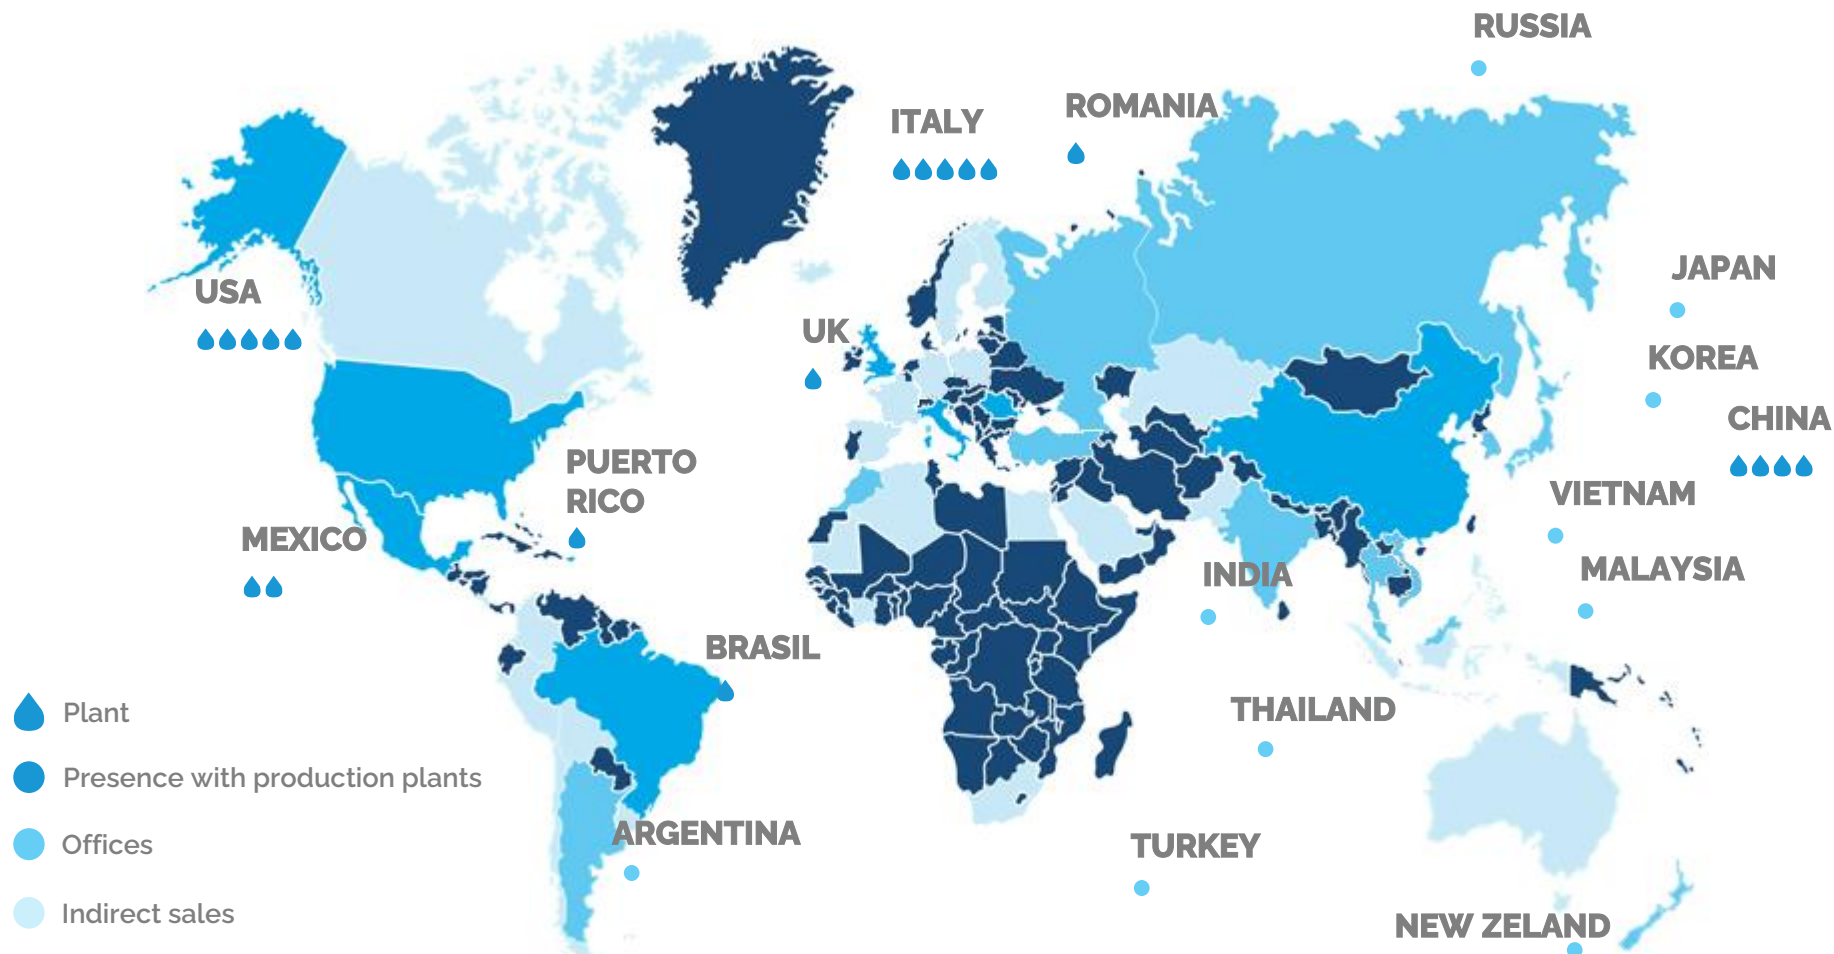 RUSSIA
ROMANIA
ITALY
JAPAN
USA
UK
KOREA
CHINA
PUERTO
RICO
VIETNAM
MEXICO
MALAYSIA
INDIA
BRASIL
THAILAND
Plant
Presence with production plants
ARGENTINA
TURKEY
Offices
Indirect sales
NEW ZELAND